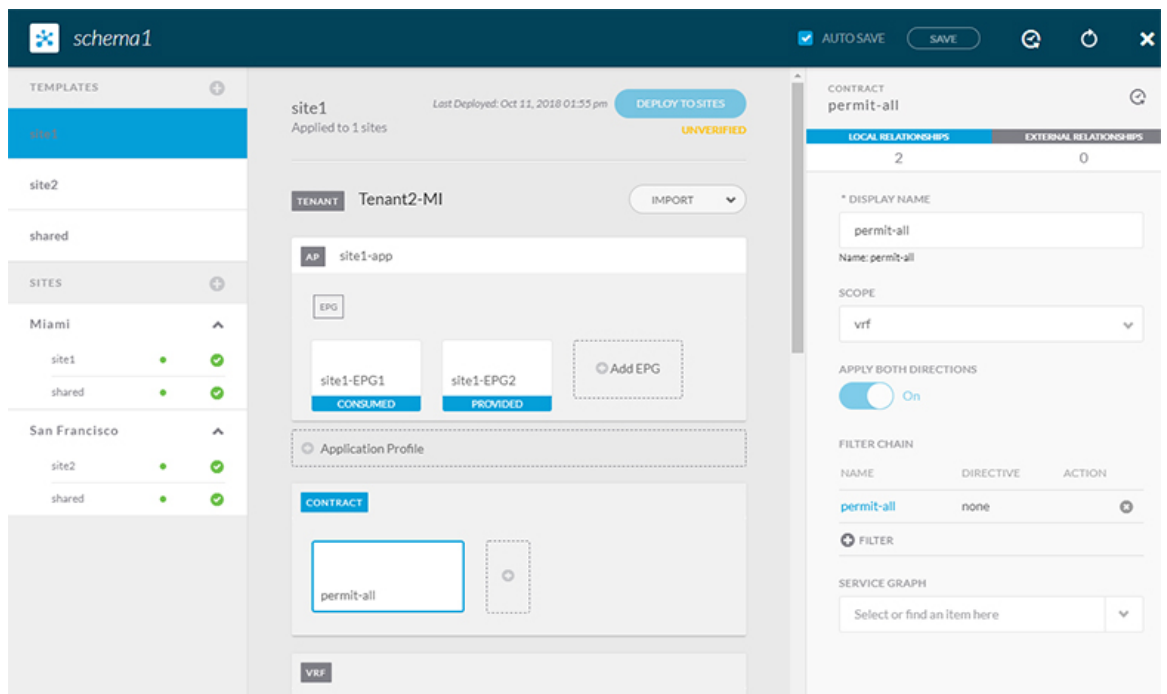 schema1
AUTO SAVE
SAVE
TEMPLATES
site1
site2
shared
SITES
Miami
site1
shared
San Francisco
site2
shared
site1
Last Deployed: Oct 11, 2018 01:55 pm
DEPLOY TO SITES
Applied to 1 sites
UNVERIFIED
TENANT Tenant2-MI
IMPORT
AP site1-app
EPG
site1-EPG1
CONSUMED
site1-EPG2
PROVIDED
Add EPG
Application Profile
CONTRACT
permit-all
VRF
CONTRACT
permit-all
LOCAL RELATIONSHIPS
EXTERNAL RELATIONSHIPS
2
0
* DISPLAY NAME
permit-all
Name: permit-all
SCOPE
vrf
APPLY BOTH DIRECTIONS
On
FILTER CHAIN
NAME DIRECTIVE ACTION
permit-all none
FILTER
SERVICE GRAPH
Select or find an item here